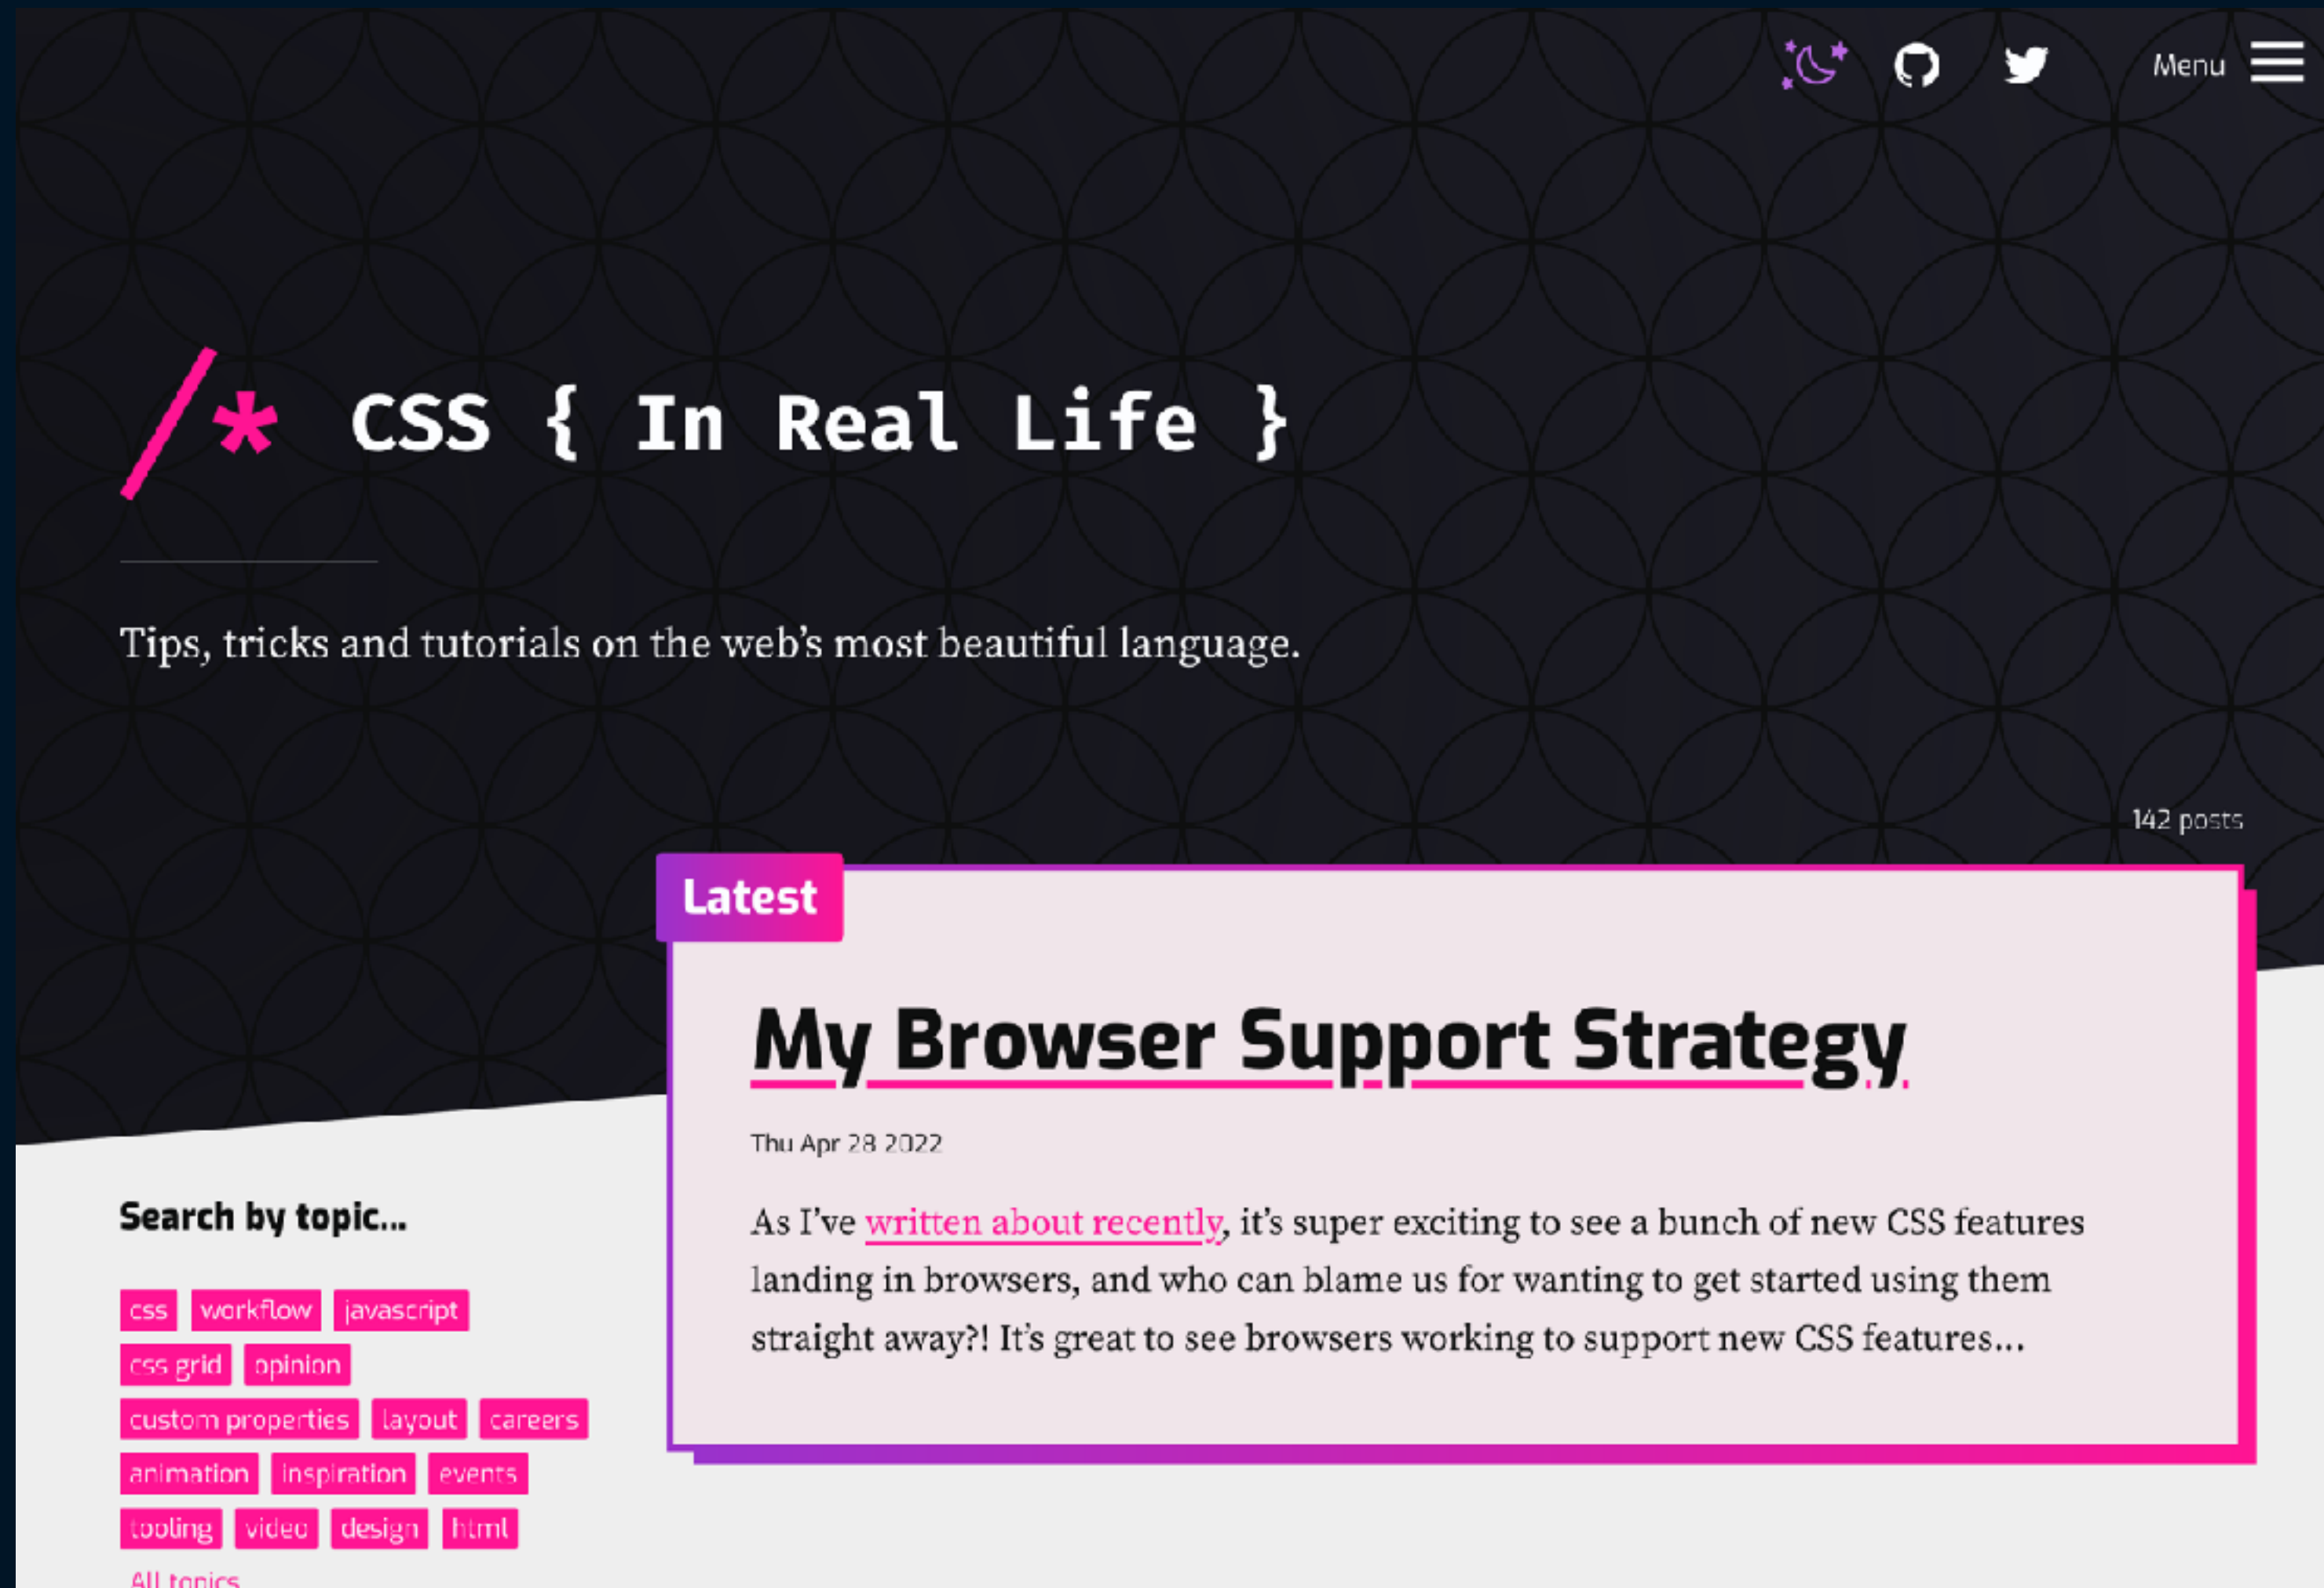 Menu
/* CSS { In Real Life }
Tips, tricks and tutorials on the web’s most beautiful language.
142 posts
Latest
My Browser Support Strategy
Thu Apr 28 2022
As I’ve written about recently, it’s super exciting to see a bunch of new CSS features
landing in browsers, and who can blame us for wanting to get started using them
straight away?! It’s great to see browsers working to support new CSS features…
Search by topic...
css workflow javascript
css grid opinion
custom properties layout careers
animation inspiration events
tooling video design html
All topics